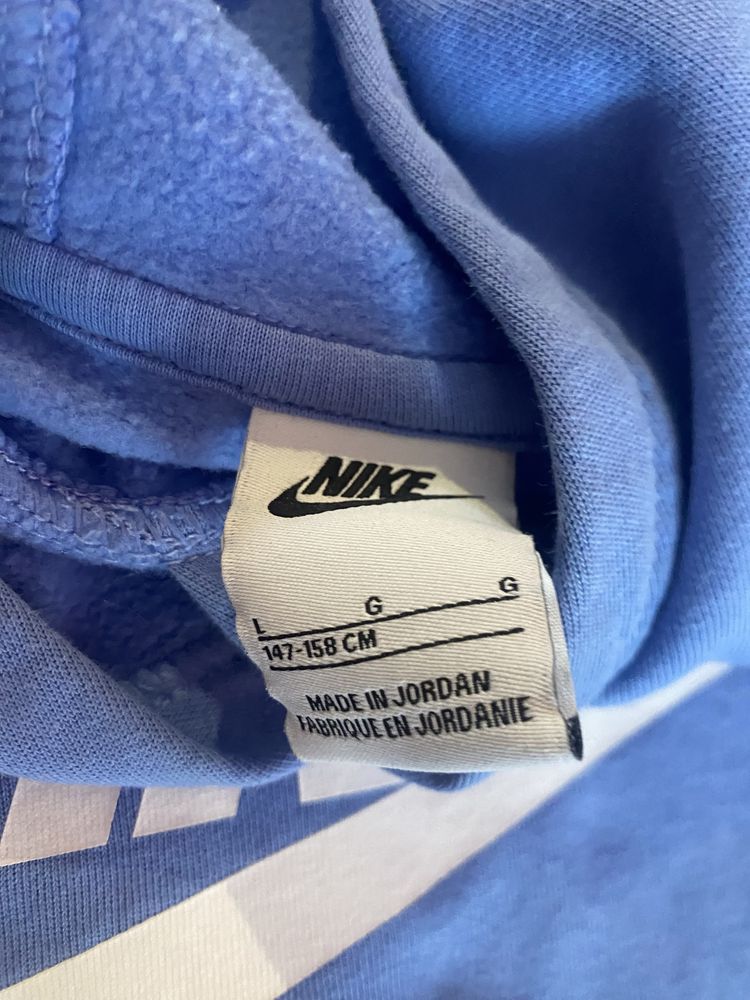 NIKE
L G G
147-158 CM
MADE IN JORDAN
FABRIQUE EN JORDANIE